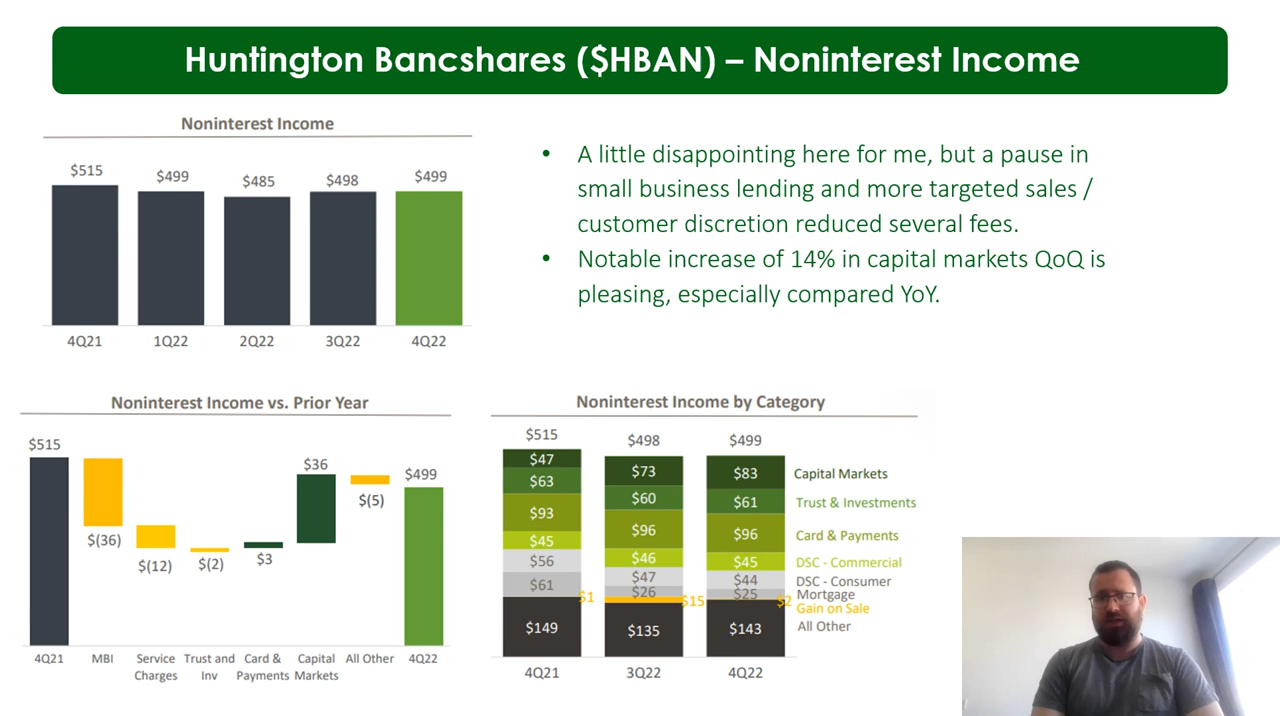 Huntington Bancshares ($HBAN) – Noninterest Income
Noninterest Income
$515
$499
$485
$498
$499
4Q21
1Q22
2Q22
3Q22
4Q22
• A little disappointing here for me, but a pause in
small business lending and more targeted sales /
customer discretion reduced several fees.
• Notable increase of 14% in capital markets QoQ is
pleasing, especially compared YoY.
Noninterest Income vs. Prior Year
$515
$(36)
$(12)
$(2)
$3
$36
$(5)
$499
4Q21
MBI
Service
Charges
Trust and
Inv
Card &
Payments
Capital
Markets
All Other
4Q22
Noninterest Income by Category
$515
$498
$499
$47
$73
$83
Capital Markets
$63
$60
$61
Trust & Investments
$93
$96
$96
Card & Payments
$45
$46
$45
DSC - Commercial
$56
$47
$44
DSC - Consumer
$61
$26
$25
Mortgage
$1
$15
$2
Gain on Sale
$149
$135
$143
All Other
4Q21
3Q22
4Q22